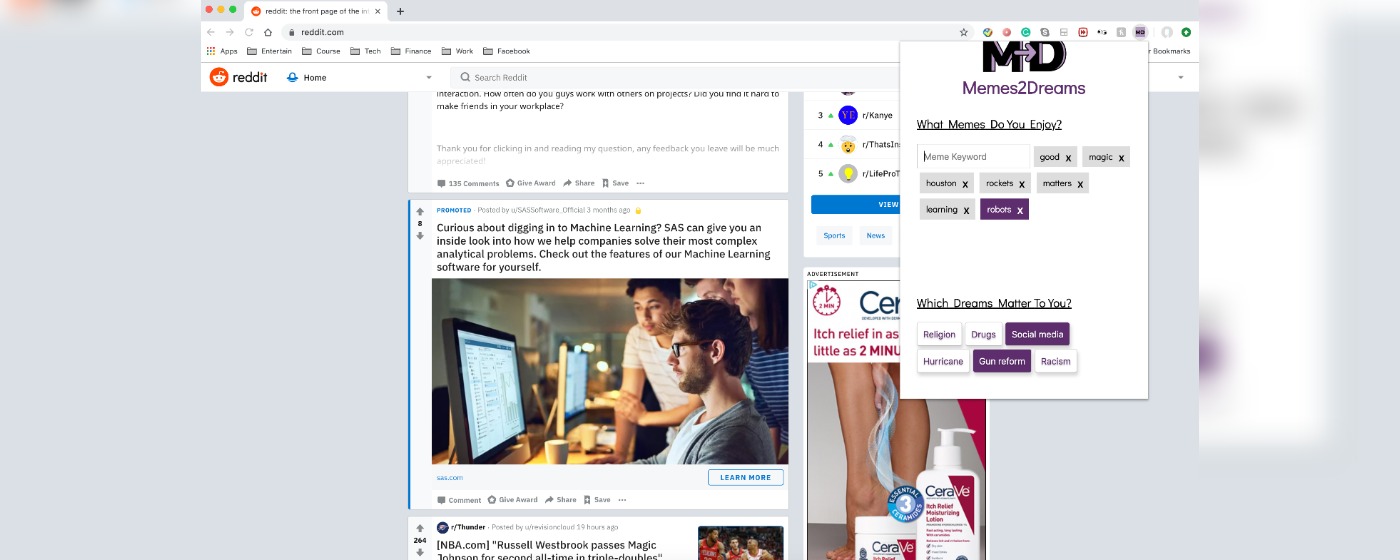 reddit: the front page of the in
reddit.com
Apps
Entertain
Course
Tech
Finance
Work
Facebook
r Bookmarks
reddit
Home
Search Reddit
interaction. How often do you guys work with others on projects? Did you find it hard to
make friends in your workplace?
Thank you for clicking in and reading my question, any feedback you leave will be much
appreciated!
135 Comments
Give Award
Share
Save
PROMOTED · Posted by u/SASSoftware_Official 3 months ago
8
Curious about digging in to Machine Learning? SAS can give you an
inside look into how we help companies solve their most complex
analytical problems. Check out the features of our Machine Learning
software for yourself.
sas.com
LEARN MORE
Comment
Give Award
Share
Save
r/Thunder · Posted by u/revisioncloud 19 hours ago
264
[NBA.com] "Russell Westbrook passes Magic
Johnson for second all-time in triple-doubles"
3 YE r/Kanye
4 r/ThatsIns
5 r/LifeProT
VIEW
Sports
News
ADVERTISEMENT
2 MIN
Cer
Itch relief in as
little as 2 MINU
ESSENTIAL
3
CERAMIDES
CeraVe
Itch Relief
Moisturizing
Lotion
CeraVe
MD
Memes2Dreams
What Memes Do You Enjoy?
Meme Keyword
good x
magic x
houston x
rockets x
matters x
learning x
robots x
Which Dreams Matter To You?
Religion
Drugs
Social media
Hurricane
Gun reform
Racism